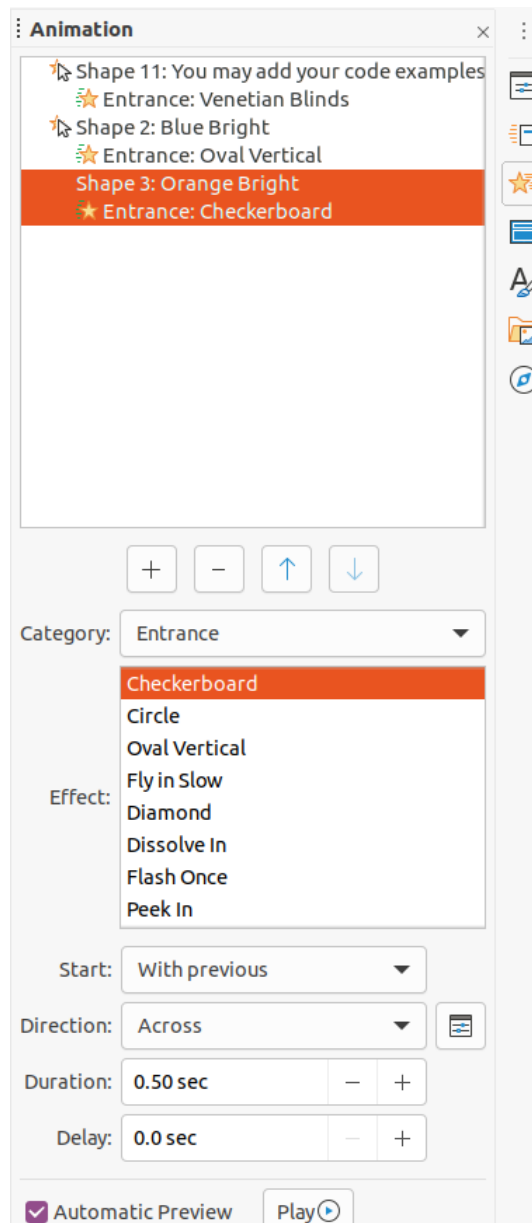 Animation
Shape 11: You may add your code examples
Entrance: Venetian Blinds
Shape 2: Blue Bright
Entrance: Oval Vertical
Shape 3: Orange Bright
Entrance: Checkerboard
Category: Entrance
Checkerboard
Circle
Oval Vertical
Fly in Slow
Effect:
Diamond
Dissolve In
Flash Once
Peek In
Start: With previous
Direction: Across
Duration: 0.50 sec
Delay: 0.0 sec
Automatic Preview Play